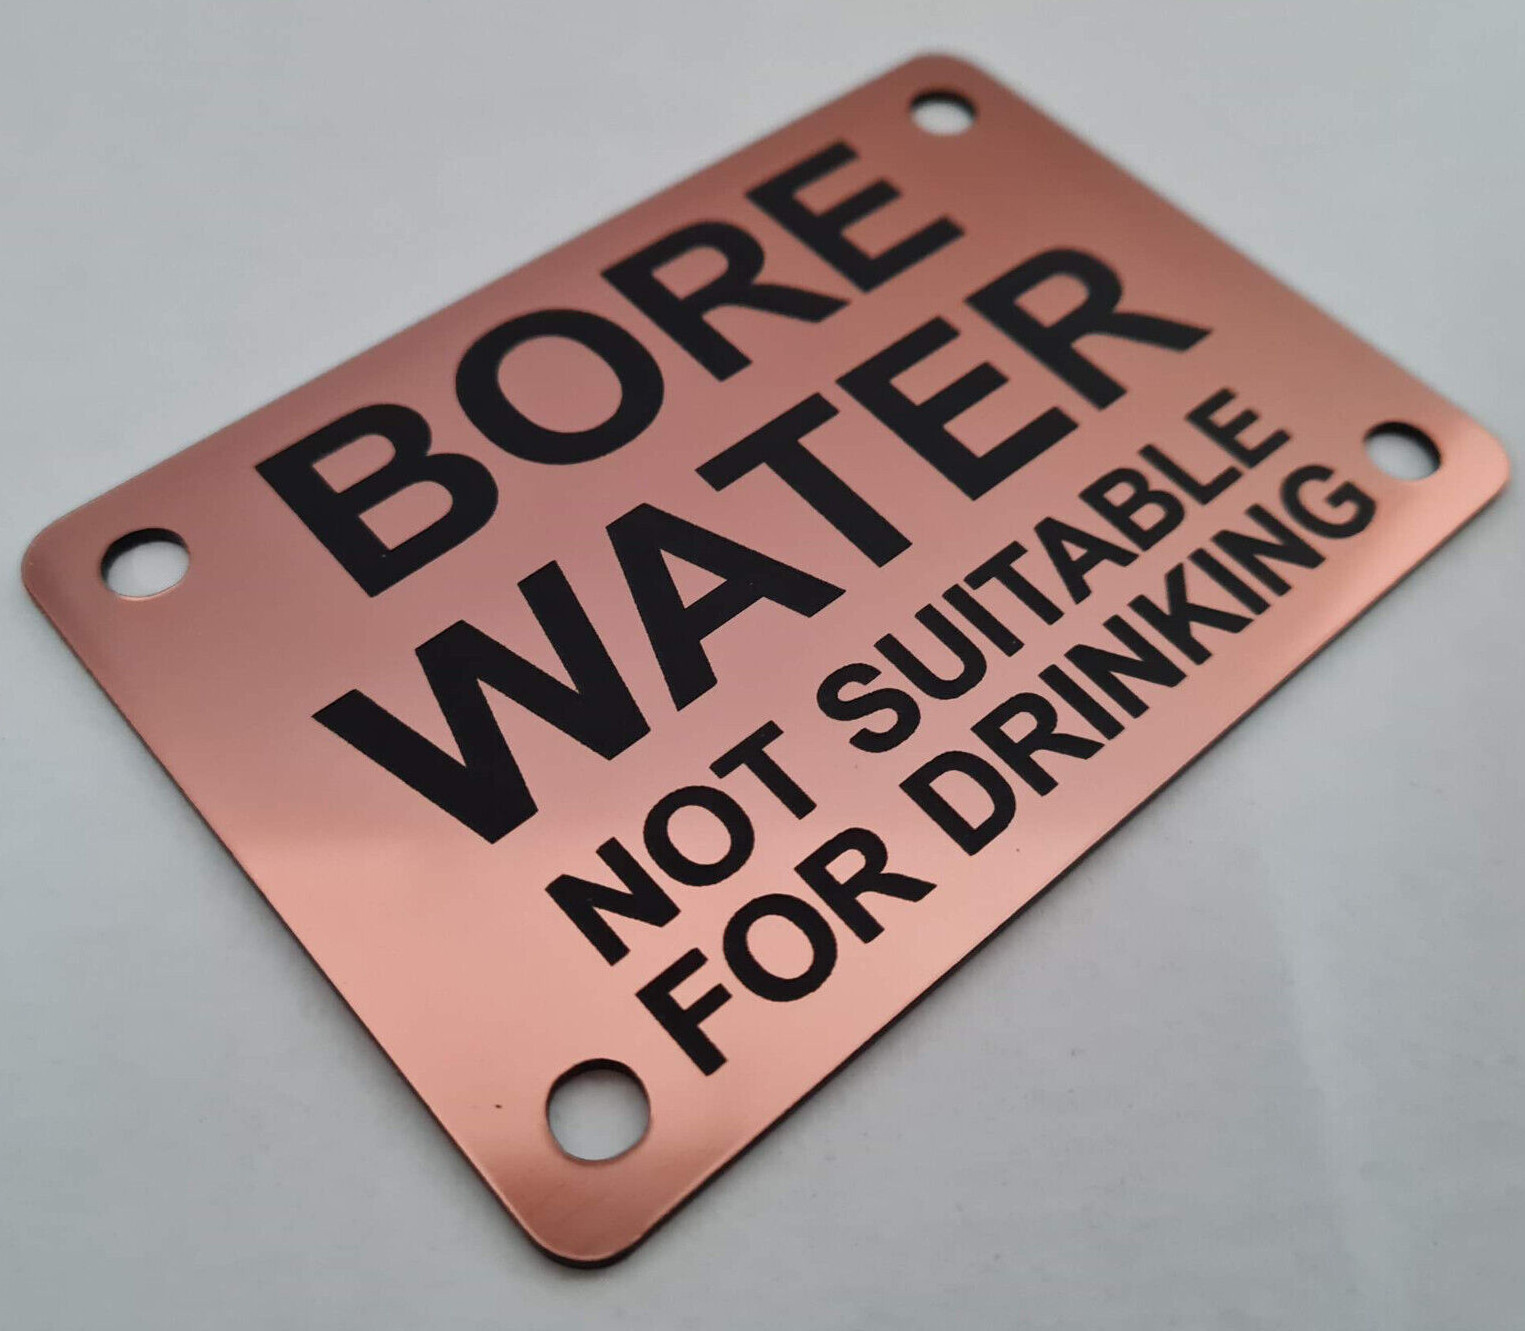 BORE
WATER
NOT SUITABLE
FOR DRINKING